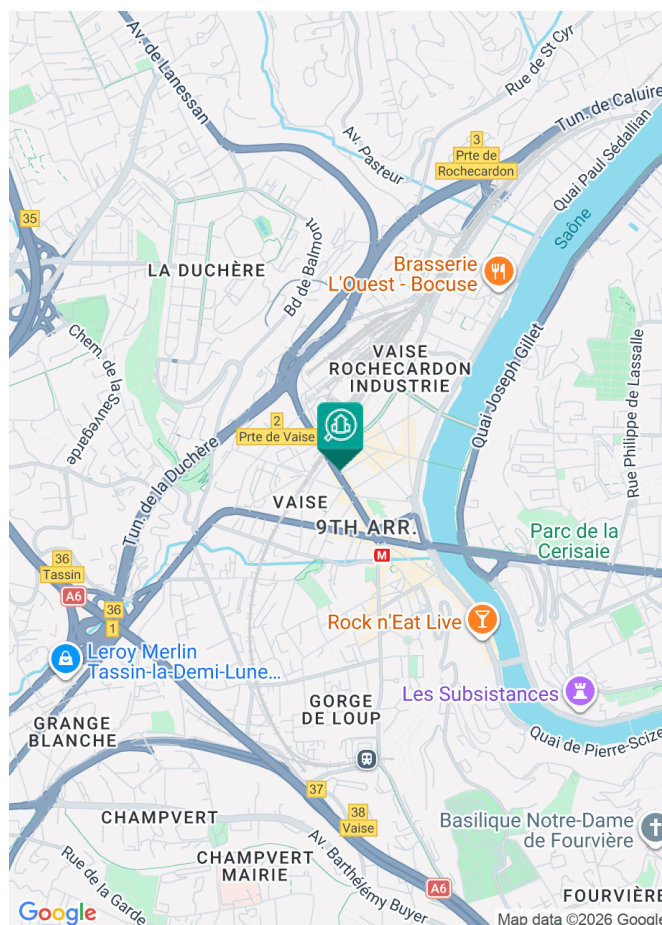 Av. de Lanessan
Rue de St Cyr
Tun. de Caluire
Av. Pasteur
3
Prte de
Rochecardon
Quai Paul Sédallian
Saône
35
LA DUCHÈRE
Bd de Balmont
Brasserie
L'Ouest - Bocuse
Chem. de la Sauvegarde
VAISE
ROCHECARDON
INDUSTRIE
Quai Joseph Gillet
Rue Philippe de Lassalle
2
Prte de Vaise
Tun. de la Duchère
VAISE
9TH ARR.
M
Parc de la
Cerisaie
36
Tassin
A6
36
1
Rock n'Eat Live
Leroy Merlin
Tassin-la-Demi-Lune...
Les Subsistances
GORGE
DE LOUP
GRANGE
BLANCHE
Quai de Pierre-Scize
37
38
Vaise
CHAMPVERT
Basilique Notre-Dame
de Fourvière
Av. Barthélémy Buyer
CHAMPVERT
MAIRIE
Rue de la Garde
A6
FOURVIÈRE
Google
Map data ©2026 Google